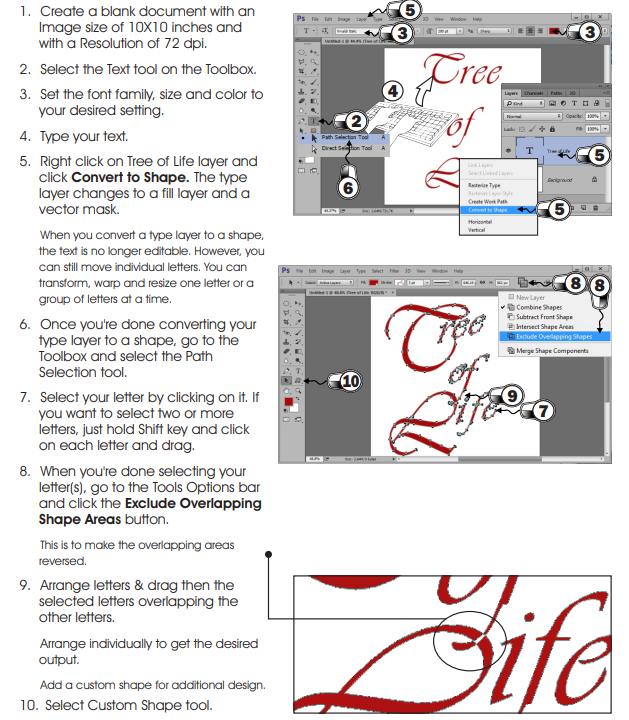 1. Create a blank document with an
Image size of 10X10 inches and
with a Resolution of 72 dpi.
2. Select the Text tool on the Toolbox.
3. Set the font family, size and color to
your desired setting.
4. Type your text.
5. Right click on Tree of Life layer and
click Convert to Shape. The type
layer changes to a fill layer and a
vector mask.
When you convert a type layer to a shape,
the text is no longer editable. However, you
can still move individual letters. You can
transform, warp and resize one letter or a
group of letters at a time.
6. Once you're done converting your
type layer to a shape, go to the
Toolbox and select the Path
Selection tool.
7. Select your letter by clicking on it. If
you want to select two or more
letters, just hold Shift key and click
on each letter and drag.
8. When you're done selecting your
letter(s), go to the Tools Options bar
and click the Exclude Overlapping
Shape Areas button.
This is to make the overlapping areas
reversed.
9. Arrange letters & drag then the
selected letters overlapping the
other letters.
Arrange individually to get the desired
output.
Add a custom shape for additional design.
10. Select Custom Shape tool.
Ps File Edit Image Layer Type Select 3D View Window Help
5
3
3
Tree
of
4
2
Path Selection Tool A
Direct Selection Tool A
6
Layers Channels Paths 3D
Kind
Normal Opacity: 100%
Lock: Fill: 100%
T Tree of Life
5
Background
Link Layers
Select Linked Layers
Rasterize Type
Rasterize Layer Style
Create Work Path
Convert to Shape
5
Horizontal
Vertical
Ps File Edit Image Layer Type Select Filter 3D View Window Help
8
8
New Layer
Combine Shapes
Subtract Front Shape
Intersect Shape Areas
Exclude Overlapping Shapes
Merge Shape Components
Tree
of
Life
10
9
7
Life